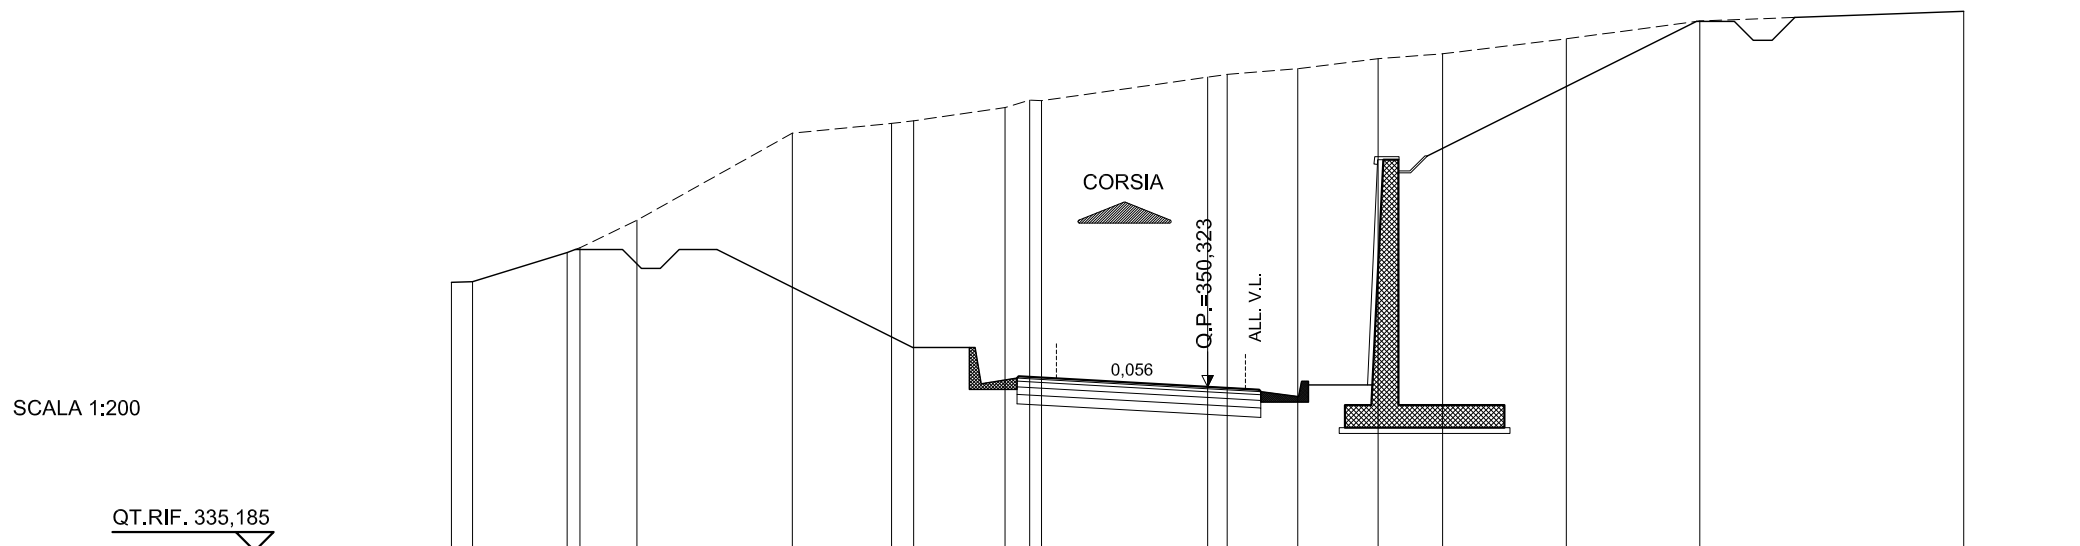 CORSIA
Q.P.=350,323
ALL. V.L.
0,056
SCALA 1:200
QT.RIF. 335,185